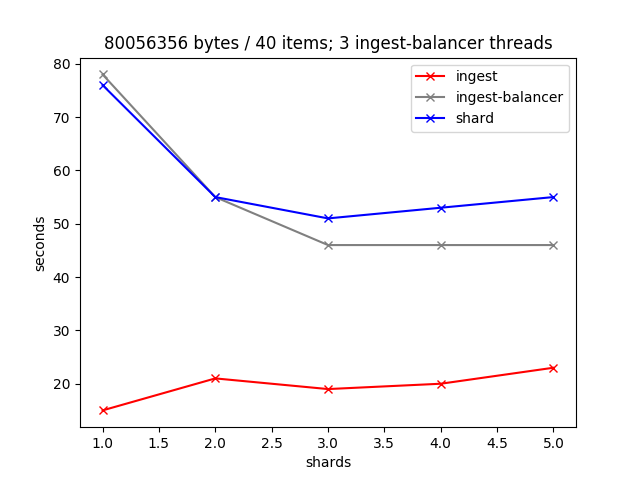 80056356 bytes / 40 items; 3 ingest-balancer threads
ingest
ingest-balancer
shard
80
70
60
50
40
30
20
seconds
1.0 1.5 2.0 2.5 3.0 3.5 4.0 4.5 5.0
shards